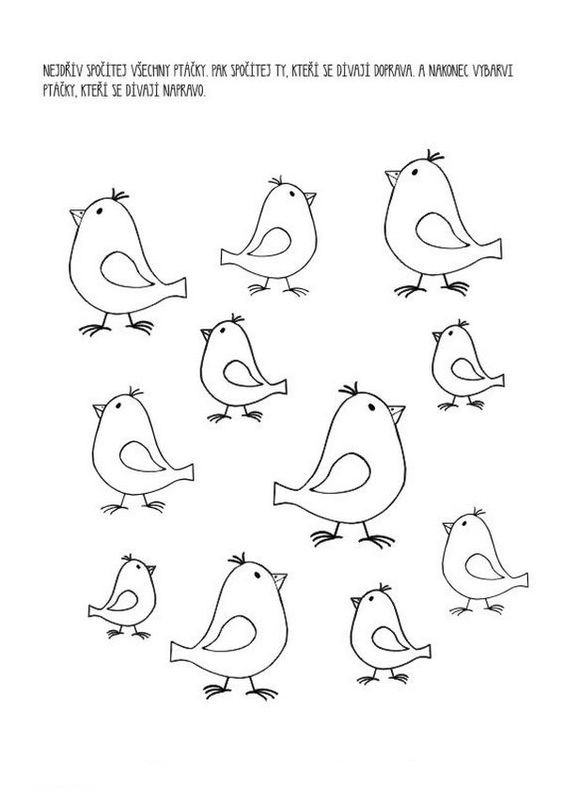 NEJDŘÍV SPOČÍTEJ VŠECHNY PTÁČKY. PAK SPOČÍTEJ TY, KTEŘÍ SE DÍVAJÍ DOPRAVA. A NAKONEC VYBARVI
PTÁČKY, KTEŘÍ SE DÍVAJÍ NAPRAVO.